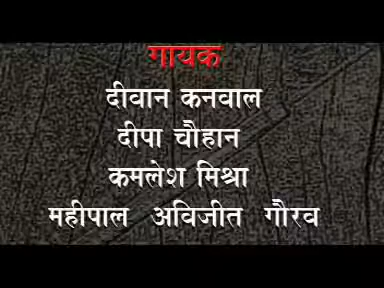 गायक
दीवान कनवाल
दीपा चौहान
कमलेश मिश्रा
महीपाल अविजीत गौरव